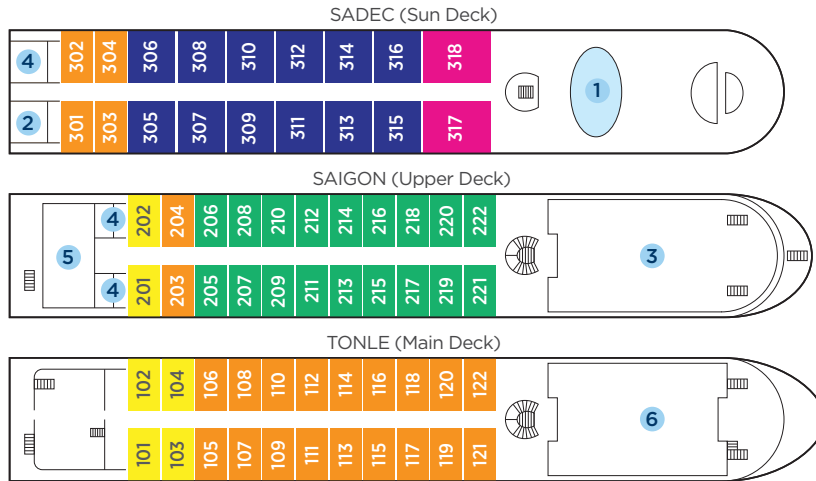 SADEC (Sun Deck)
4 302 304 306 308 310 312 314 316 318
1
2 301 303 305 307 309 311 313 315 317
SAIGON (Upper Deck)
4 202 204 206 208 210 212 214 216 218 220 222
5 3
4 201 203 205 207 209 211 213 215 217 219 221
TONLE (Main Deck)
102 104 106 108 110 112 114 116 118 120 122
6
101 103 105 107 109 111 113 115 117 119 121